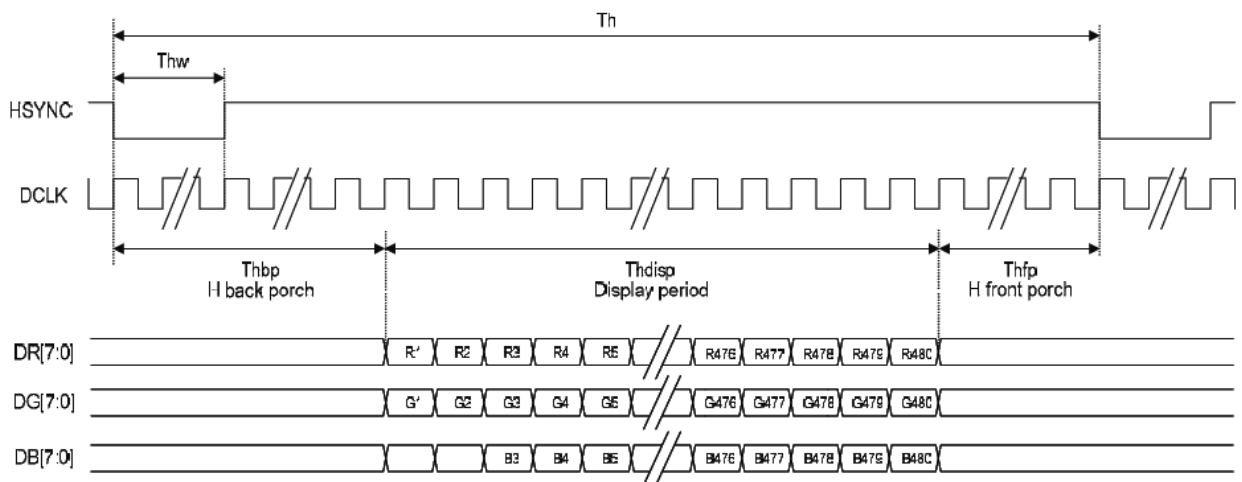 Th
Thw
HSYNC
DCLK
Thbp
H back porch
Thdisp
Display period
Thfp
H front porch
DR[7:0] R1 R2 R3 R4 R5 R476 R477 R478 R479 R480
DG[7:0] G1 G2 G3 G4 G5 G476 G477 G478 G479 G480
DB[7:0] B3 B4 B5 B476 B477 B478 B479 B480